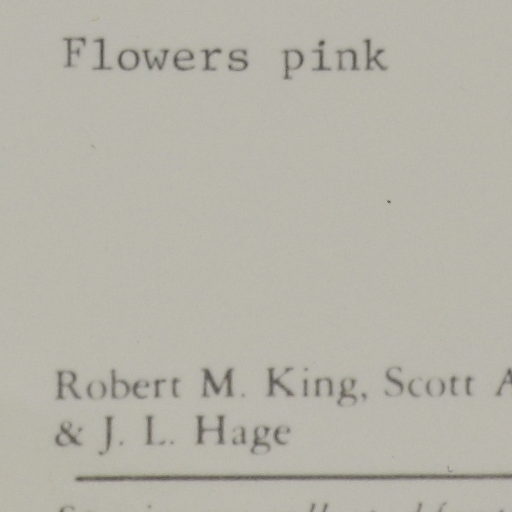 Flowers pink
Robert M. King, Scott A
& J. L. Hage